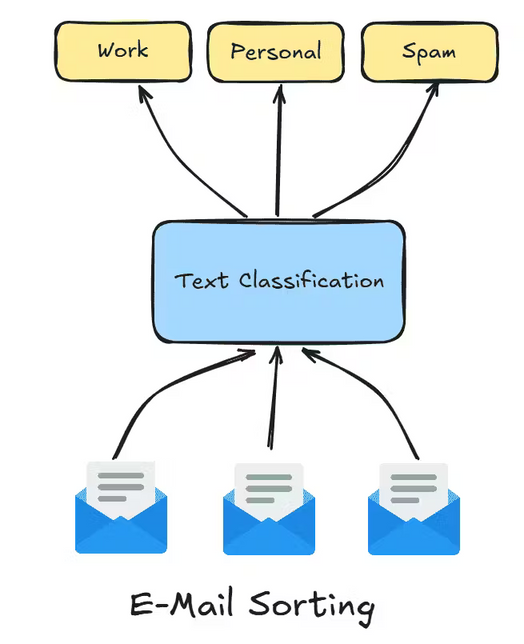 Work
Personal
Spam
Text Classification
E-Mail Sorting